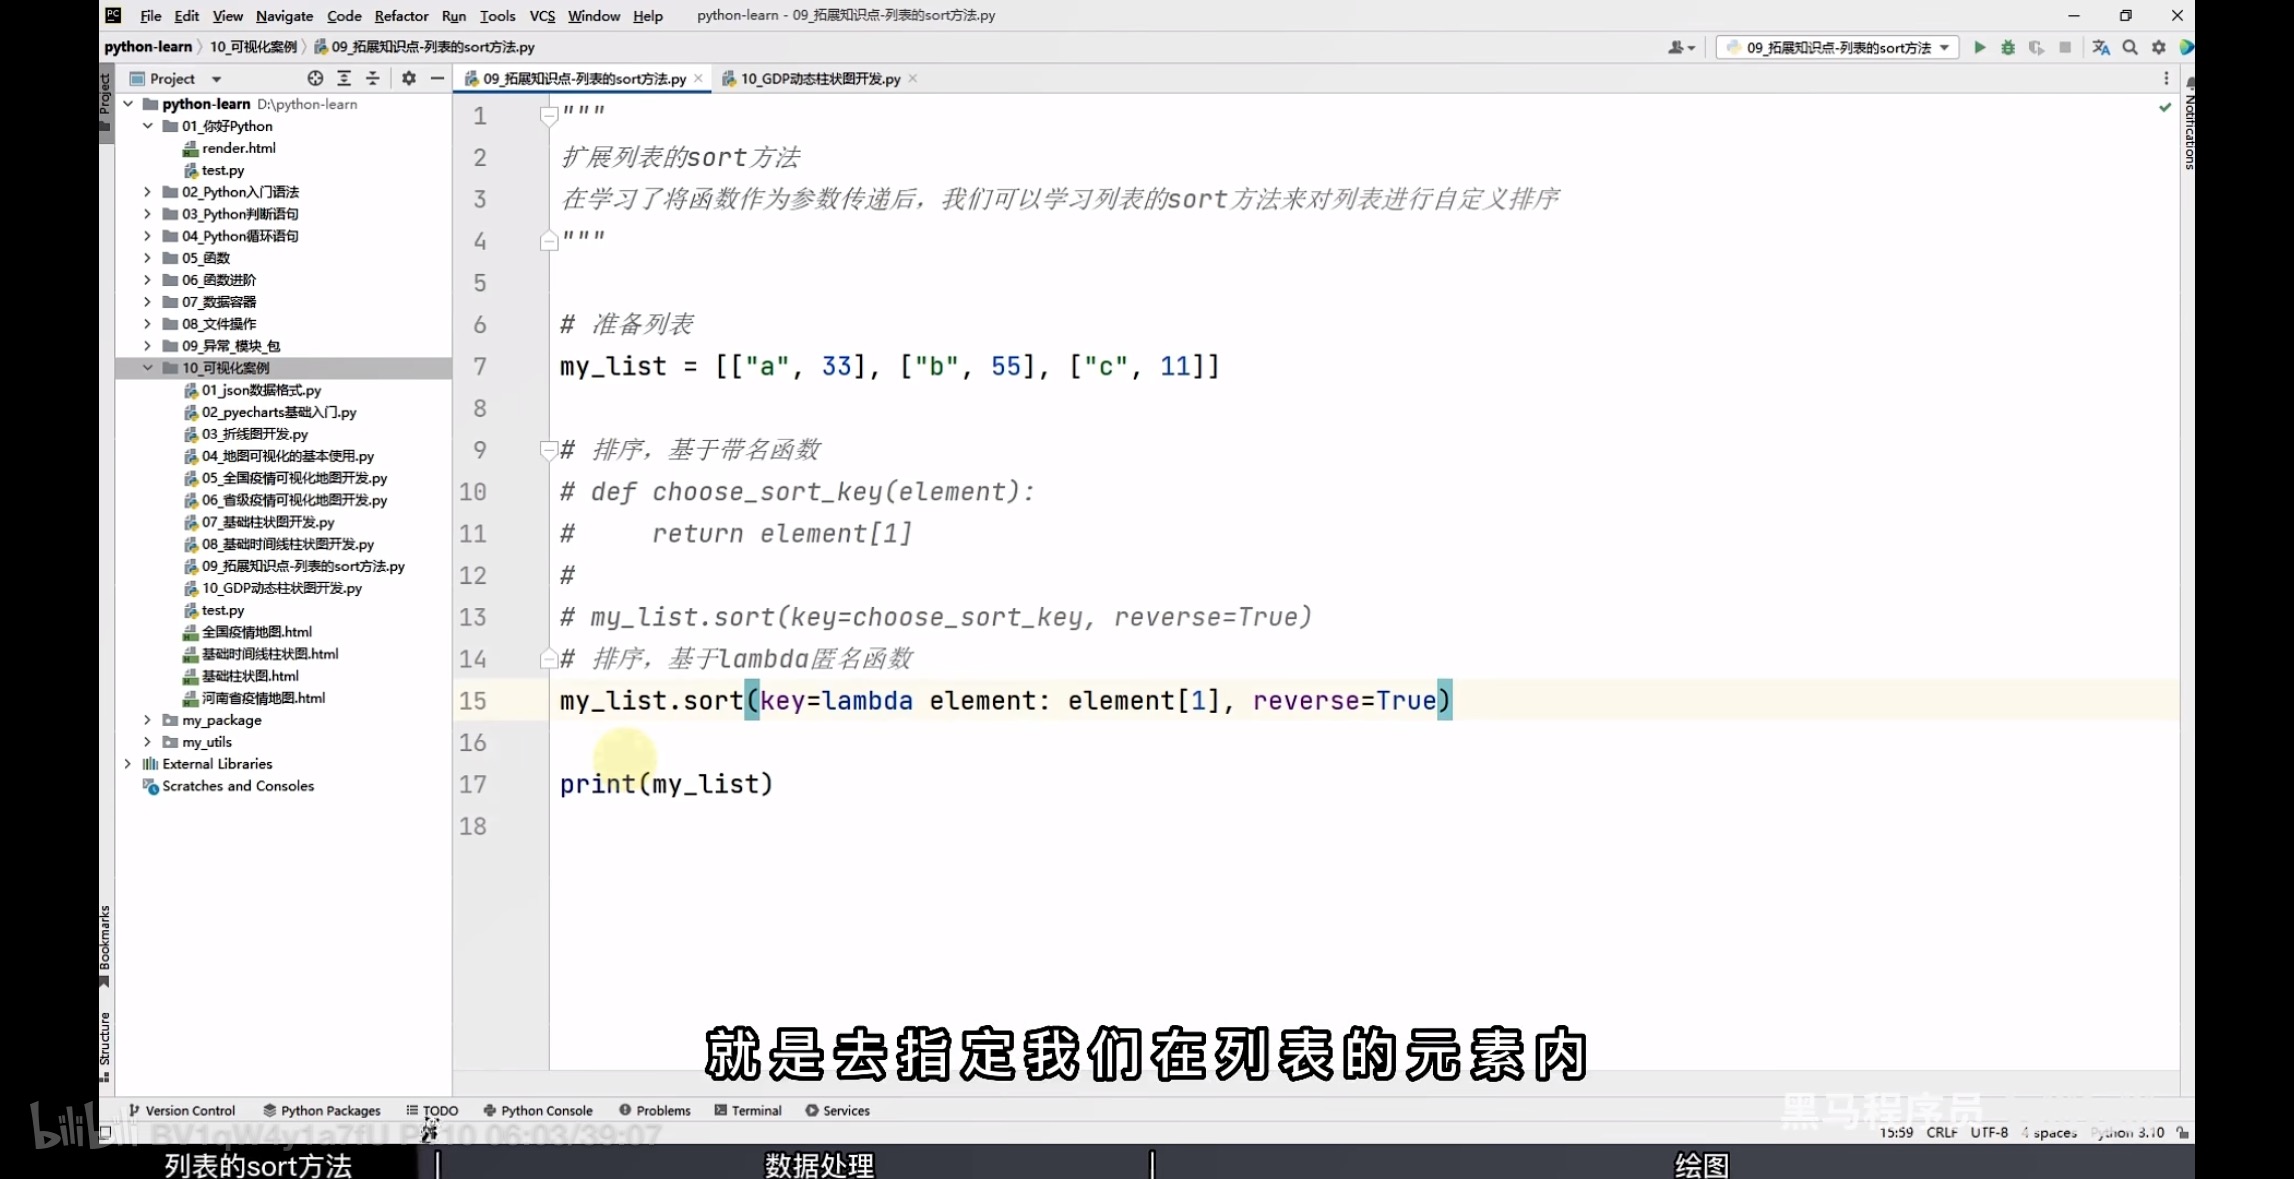 File Edit View Navigate Code Refactor Run Tools VCS Window Help python-learn - 09_拓展知识点-列表的sort方法.py
python-learn 10_可视化案例 09_拓展知识点-列表的sort方法.py
09_拓展知识点-列表的sort方法
Project
09_拓展知识点-列表的sort方法.py
10_GDP动态柱状图开发.py
Project
Notifications
python-learn D:\python-learn
01_你好Python
render.html
test.py
02_Python入门语法
03_Python判断语句
04_Python循环语句
05_函数
06_函数进阶
07_数据容器
08_文件操作
09_异常_模块_包
10_可视化案例
01_json数据格式.py
02_pyecharts基础入门.py
03_折线图开发.py
04_地图可视化的基本使用.py
05_全国疫情可视化地图开发.py
06_省级疫情可视化地图开发.py
07_基础柱状图开发.py
08_基础时间线柱状图开发.py
09_拓展知识点-列表的sort方法.py
10_GDP动态柱状图开发.py
test.py
全国疫情地图.html
基础时间线柱状图.html
基础柱状图.html
河南省疫情地图.html
my_package
my_utils
External Libraries
Scratches and Consoles
Bookmarks
Structure
1 """
2 扩展列表的sort方法
3 在学习了将函数作为参数传递后，我们可以学习列表的sort方法来对列表进行自定义排序
4 """
5
6 # 准备列表
7 my_list = [["a", 33], ["b", 55], ["c", 11]]
8
9 # 排序，基于带名函数
10 # def choose_sort_key(element):
11 #     return element[1]
12 #
13 # my_list.sort(key=choose_sort_key, reverse=True)
14 # 排序，基于lambda匿名函数
15 my_list.sort(key=lambda element: element[1], reverse=True)
16
17 print(my_list)
18
就是去指定我们在列表的元素内
Version Control Python Packages TODO Python Console Problems Terminal Services
黑马程序员
bilibili BV1qW4y1a7fU P110 06:03/39:07
15:59 CRLF UTF-8 4 spaces Python 3.10
列表的sort方法 数据处理 绘图